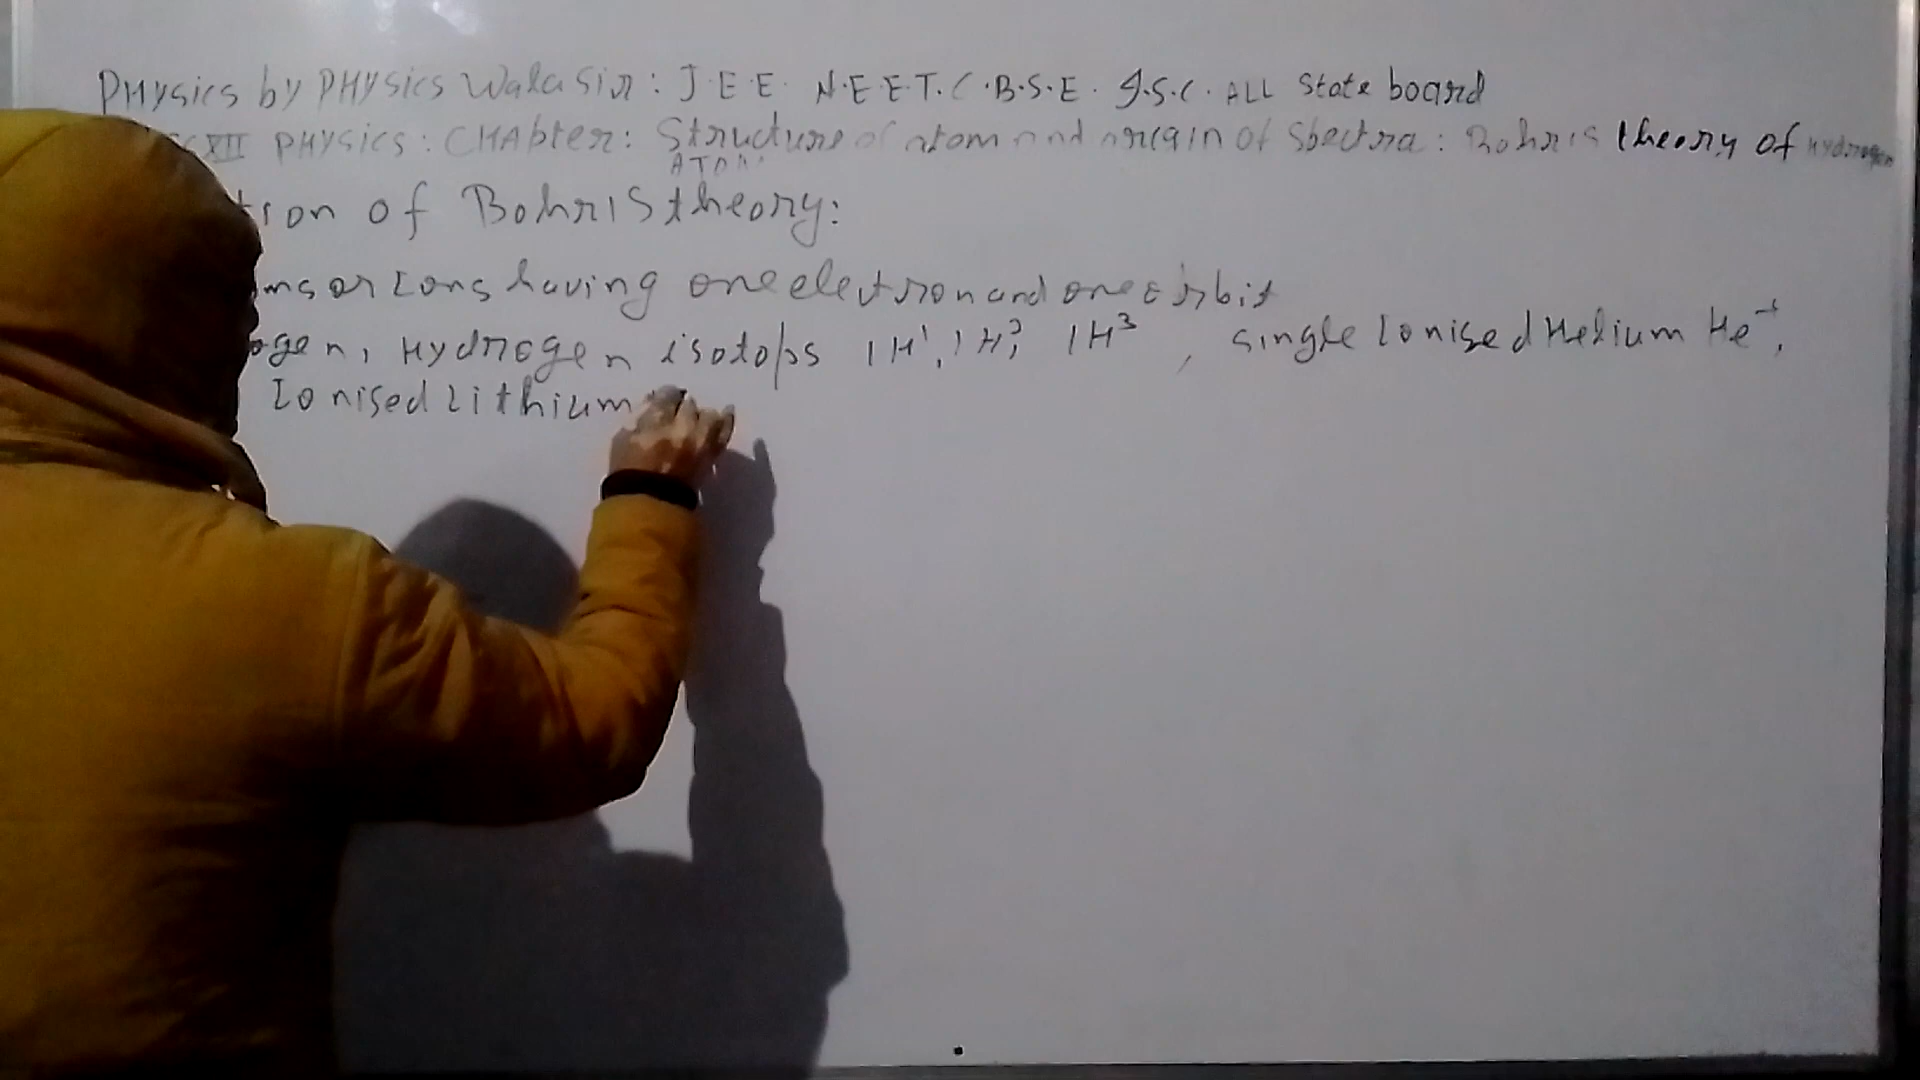 PHysics by PHYSICS Wala Sir : J.E.E. N.E.E.T. C.B.S.E. I.S.C. ALL State board
XII PHYSICS : CHApter : Structure of atom and origin of Spectra : Bohr's theory of Hydrogen
ATOM
tion of Bohr's theory:
ms or Ions having one electron and one orbit
ogen, Hydrogen isotops 1H1, 1H2, 1H3, Single Ionised Helium He+,
Ionised Lithium